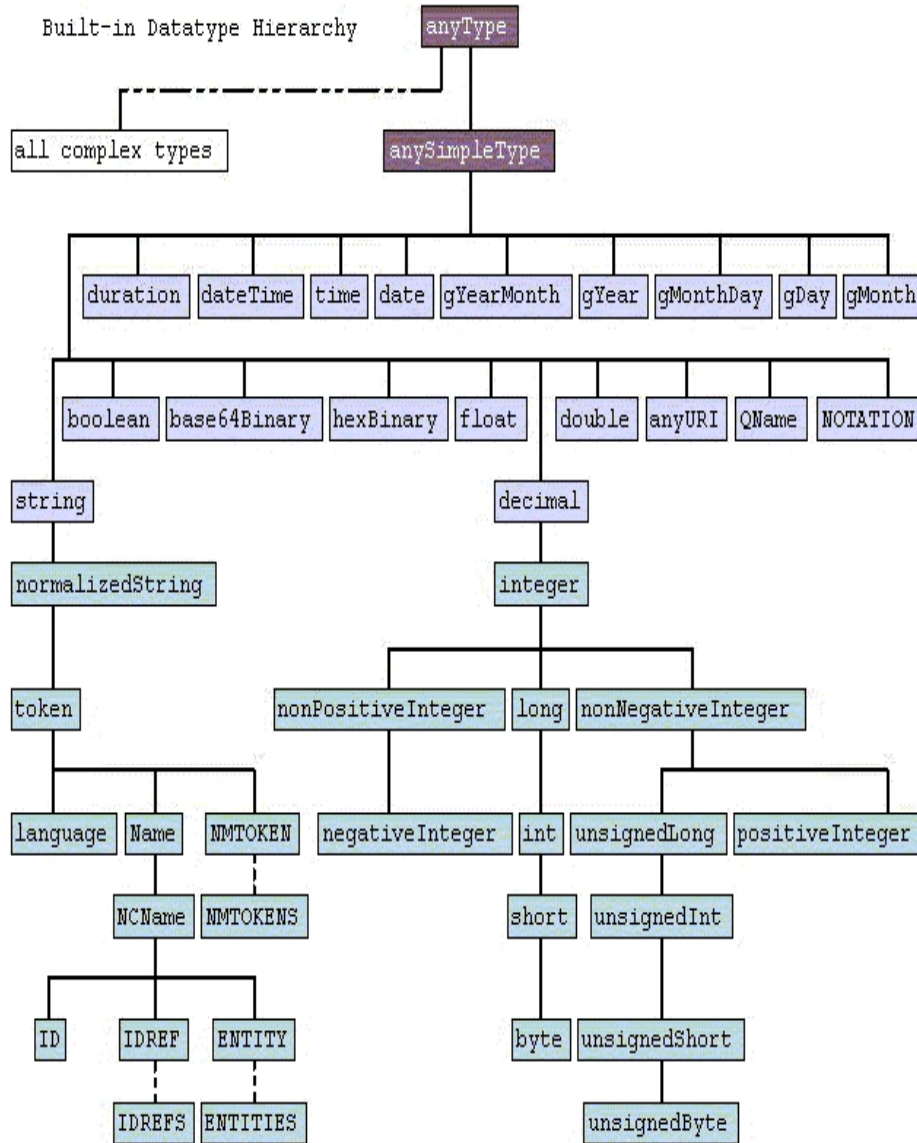 Built-in Datatype Hierarchy
anyType
all complex types
anySimpleType
duration dateTime time date gYearMonth gYear gMonthDay gDay gMonth
boolean base64Binary hexBinary float double anyURI QName NOTATION
string decimal
normalizedString integer
token nonPositiveInteger long nonNegativeInteger
language Name NMTOKEN negativeInteger int unsignedLong positiveInteger
NCName NMTOKENS short unsignedInt
ID IDREF ENTITY byte unsignedShort
IDREFS ENTITIES unsignedByte